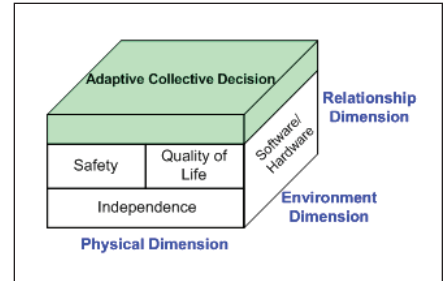 Adaptive Collective Decision
Relationship
Dimension
Software/
Hardware
Safety
Quality of
Life
Independence
Environment
Dimension
Physical Dimension